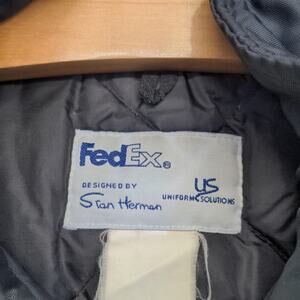 FedEx®
DESIGNED BY
Stan Herman
US
UNIFORM SOLUTIONS